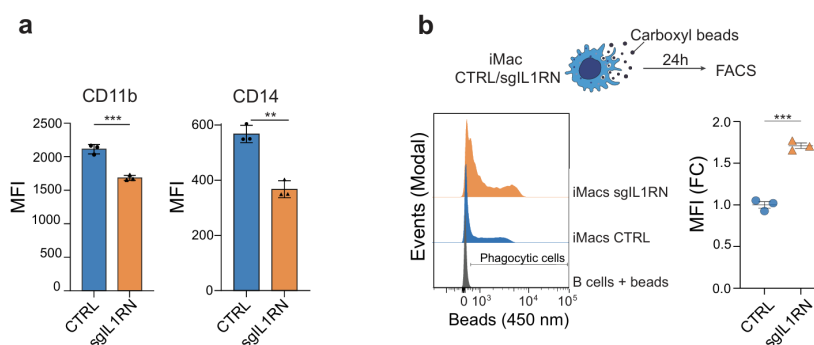 a
CD11b
***
MFI
2500
2000
1500
1000
500
0
CTRL
sgIL1RN
CD14
**
MFI
600
400
200
0
CTRL
sgIL1RN
b
iMac
CTRL/sgIL1RN
Carboxyl beads
24h
FACS
Events (Modal)
iMacs sgIL1RN
iMacs CTRL
Phagocytic cells
B cells + beads
0 10³ 10⁴ 10⁵
Beads (450 nm)
MFI (FC)
***
2.0
1.5
1.0
0.5
0.0
CTRL
sgIL1RN